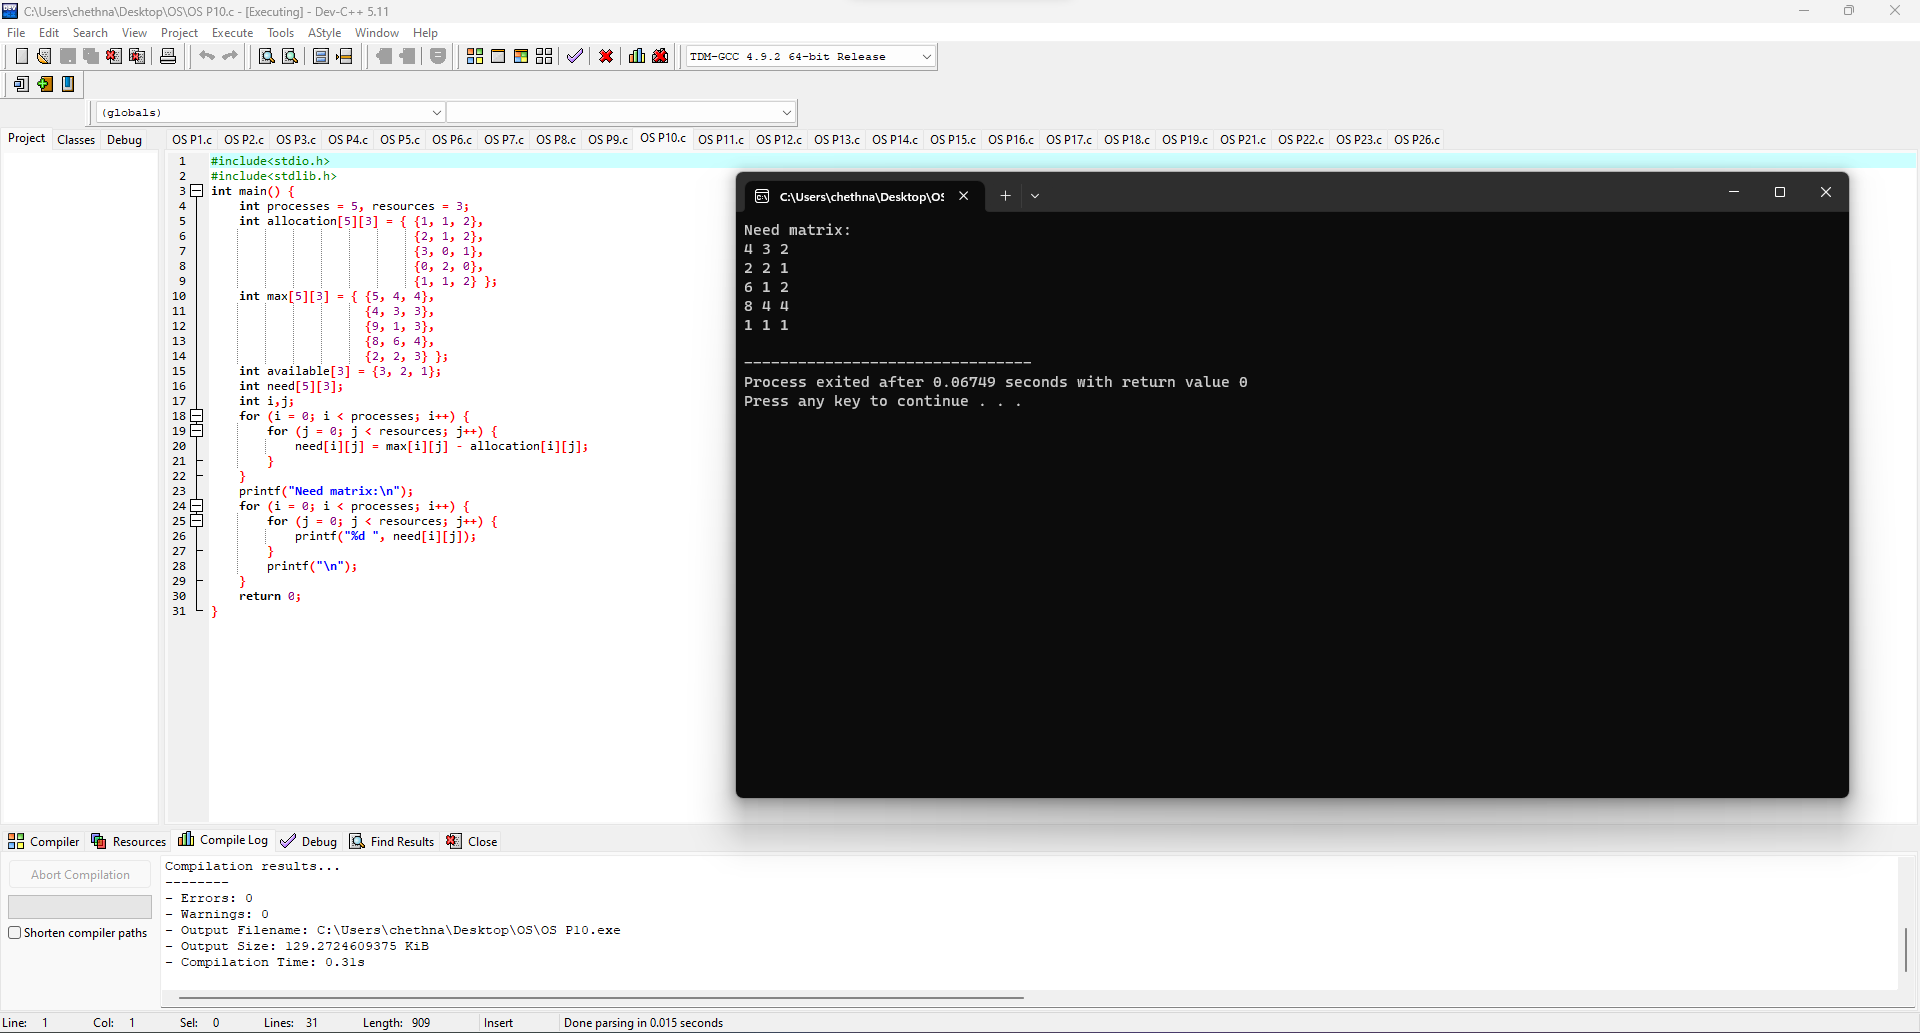 C:\Users\chethna\Desktop\OS\OS P10.c - [Executing] - Dev-C++ 5.11
File Edit Search View Project Execute Tools AStyle Window Help
TDM-GCC 4.9.2 64-bit Release
(globals)
Project Classes Debug
OS P1.c OS P2.c OS P3.c OS P4.c OS P5.c OS P6.c OS P7.c OS P8.c OS P9.c OS P10.c OS P11.c OS P12.c OS P13.c OS P14.c OS P15.c OS P16.c OS P17.c OS P18.c OS P19.c OS P21.c OS P22.c OS P23.c OS P26.c
1 #include<stdio.h>
2 #include<stdlib.h>
3 int main() {
4 int processes = 5, resources = 3;
5 int allocation[5][3] = { {1, 1, 2},
6 {2, 1, 2},
7 {3, 0, 1},
8 {0, 2, 0},
9 {1, 1, 2} };
10 int max[5][3] = { {5, 4, 4},
11 {4, 3, 3},
12 {9, 1, 3},
13 {8, 6, 4},
14 {2, 2, 3} };
15 int available[3] = {3, 2, 1};
16 int need[5][3];
17 int i,j;
18 for (i = 0; i < processes; i++) {
19 for (j = 0; j < resources; j++) {
20 need[i][j] = max[i][j] - allocation[i][j];
21 }
22 }
23 printf("Need matrix:\n");
24 for (i = 0; i < processes; i++) {
25 for (j = 0; j < resources; j++) {
26 printf("%d ", need[i][j]);
27 }
28 printf("\n");
29 }
30 return 0;
31 }
C:\Users\chethna\Desktop\OS
Need matrix:
4 3 2
2 2 1
6 1 2
8 4 4
1 1 1
--------------------------------
Process exited after 0.06749 seconds with return value 0
Press any key to continue . . .
Compiler Resources Compile Log Debug Find Results Close
Abort Compilation
Shorten compiler paths
Compilation results...
--------
- Errors: 0
- Warnings: 0
- Output Filename: C:\Users\chethna\Desktop\OS\OS P10.exe
- Output Size: 129.2724609375 KiB
- Compilation Time: 0.31s
Line: 1 Col: 1 Sel: 0 Lines: 31 Length: 909 Insert Done parsing in 0.015 seconds